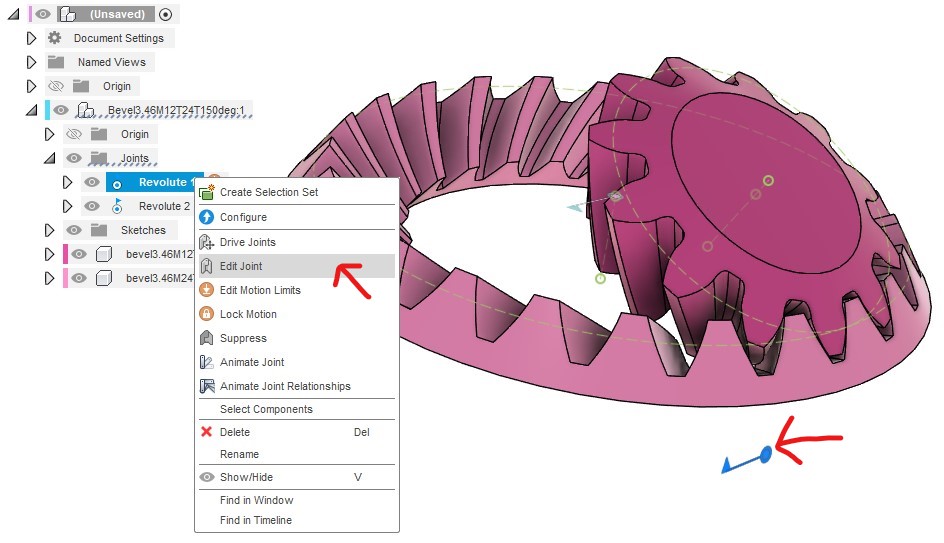 (Unsaved)
Document Settings
Named Views
Origin
Bevel3.46M12T24T150deg:1
Origin
Joints
Revolute 1
Revolute 2
Sketches
bevel3.46M12
bevel3.46M24
Create Selection Set
Configure
Drive Joints
Edit Joint
Edit Motion Limits
Lock Motion
Suppress
Animate Joint
Animate Joint Relationships
Select Components
Delete Del
Rename
Show/Hide V
Find in Window
Find in Timeline